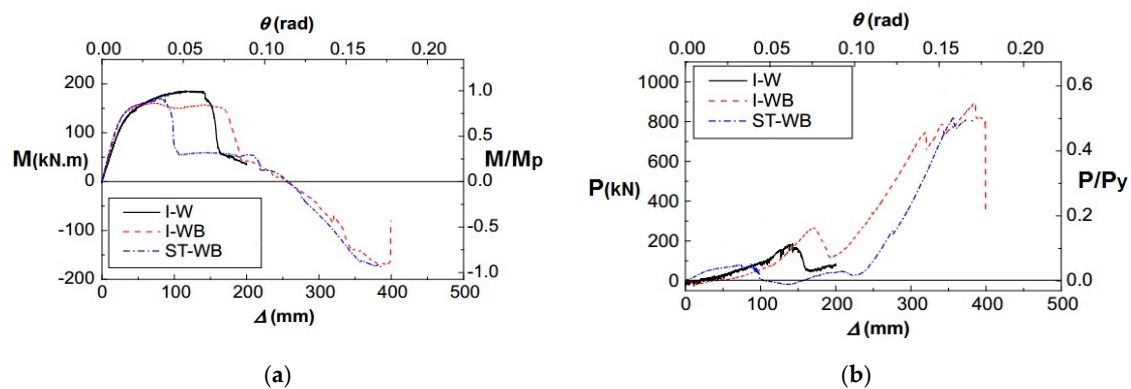 θ (rad)
0.00 0.05 0.10 0.15 0.20
200
100
0
-100
-200
M(kN.m)
1.0
0.5
0.0
-0.5
-1.0
M/Mp
I-W
I-WB
ST-WB
0 100 200 300 400 500
Δ (mm)
(a)
θ (rad)
0.00 0.05 0.10 0.15 0.20
1000
800
600
400
200
0
P(kN)
0.6
0.4
0.2
0.0
P/Py
I-W
I-WB
ST-WB
0 100 200 300 400 500
Δ (mm)
(b)